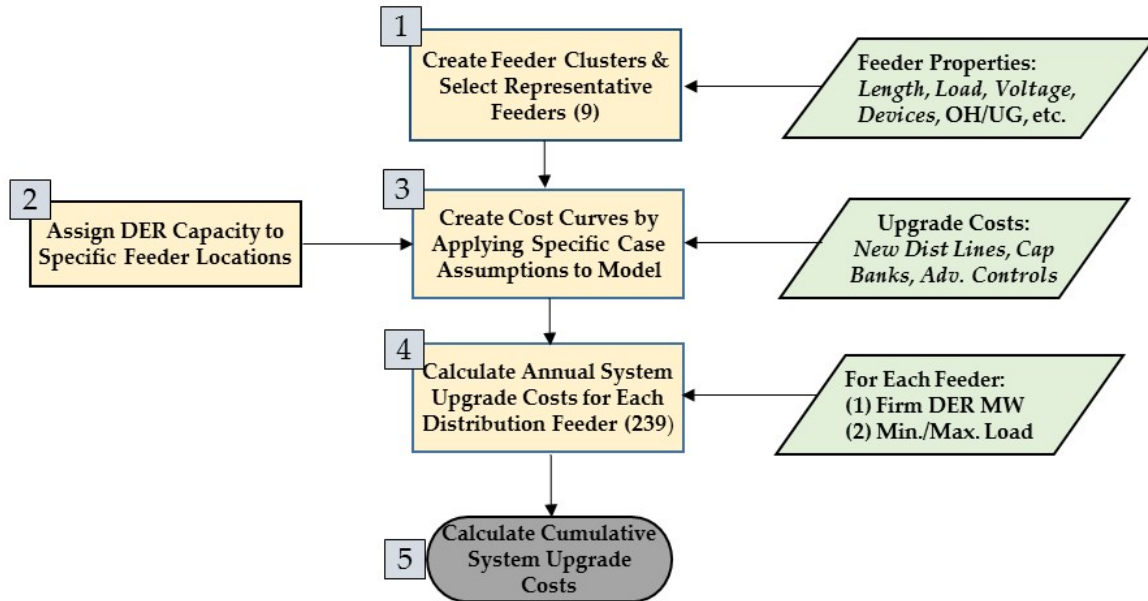 1
Create Feeder Clusters &
Select Representative
Feeders (9)
Feeder Properties:
Length, Load, Voltage,
Devices, OH/UG, etc.
2
Assign DER Capacity to
Specific Feeder Locations
3
Create Cost Curves by
Applying Specific Case
Assumptions to Model
Upgrade Costs:
New Dist Lines, Cap
Banks, Adv. Controls
4
Calculate Annual System
Upgrade Costs for Each
Distribution Feeder (239)
For Each Feeder:
(1) Firm DER MW
(2) Min./Max. Load
5
Calculate Cumulative
System Upgrade
Costs